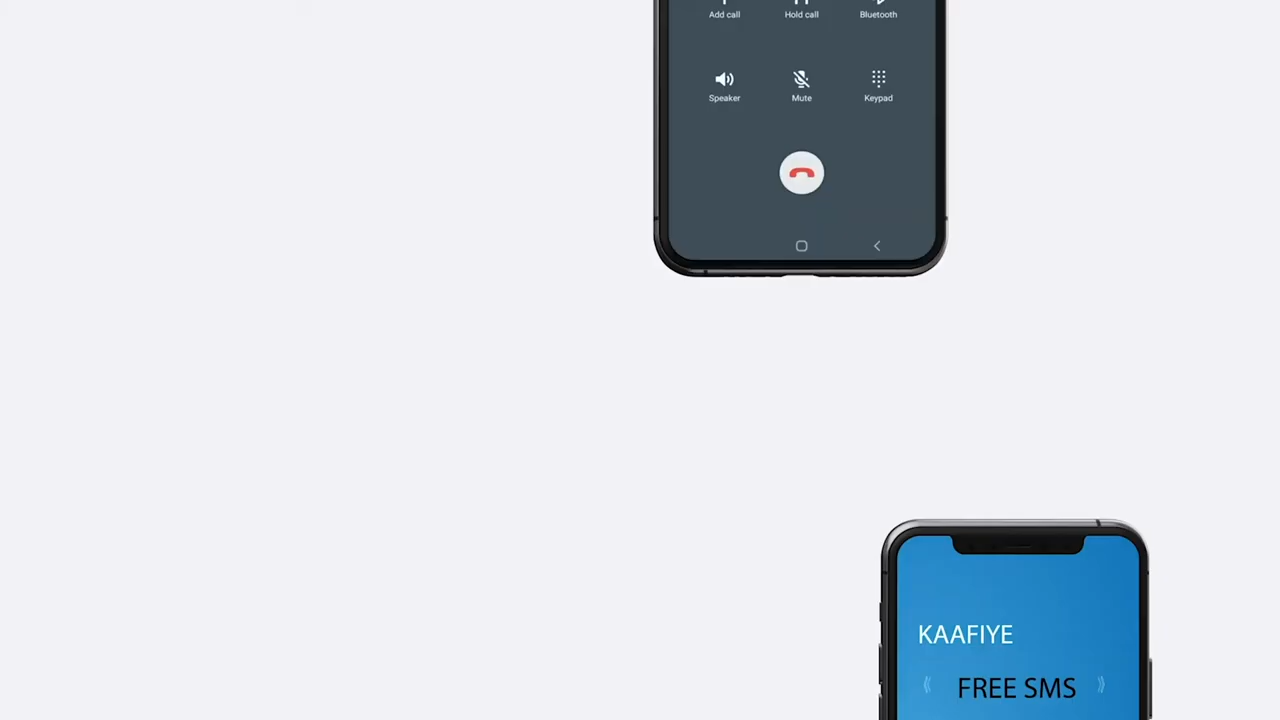 Add call Hold call Bluetooth
Speaker Mute Keypad
KAAFIYE
FREE SMS